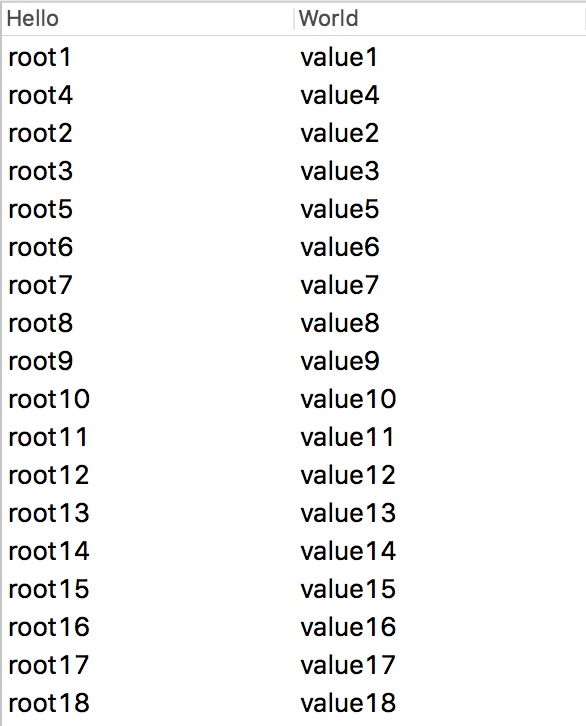 Hello World
root1 value1
root4 value4
root2 value2
root3 value3
root5 value5
root6 value6
root7 value7
root8 value8
root9 value9
root10 value10
root11 value11
root12 value12
root13 value13
root14 value14
root15 value15
root16 value16
root17 value17
root18 value18